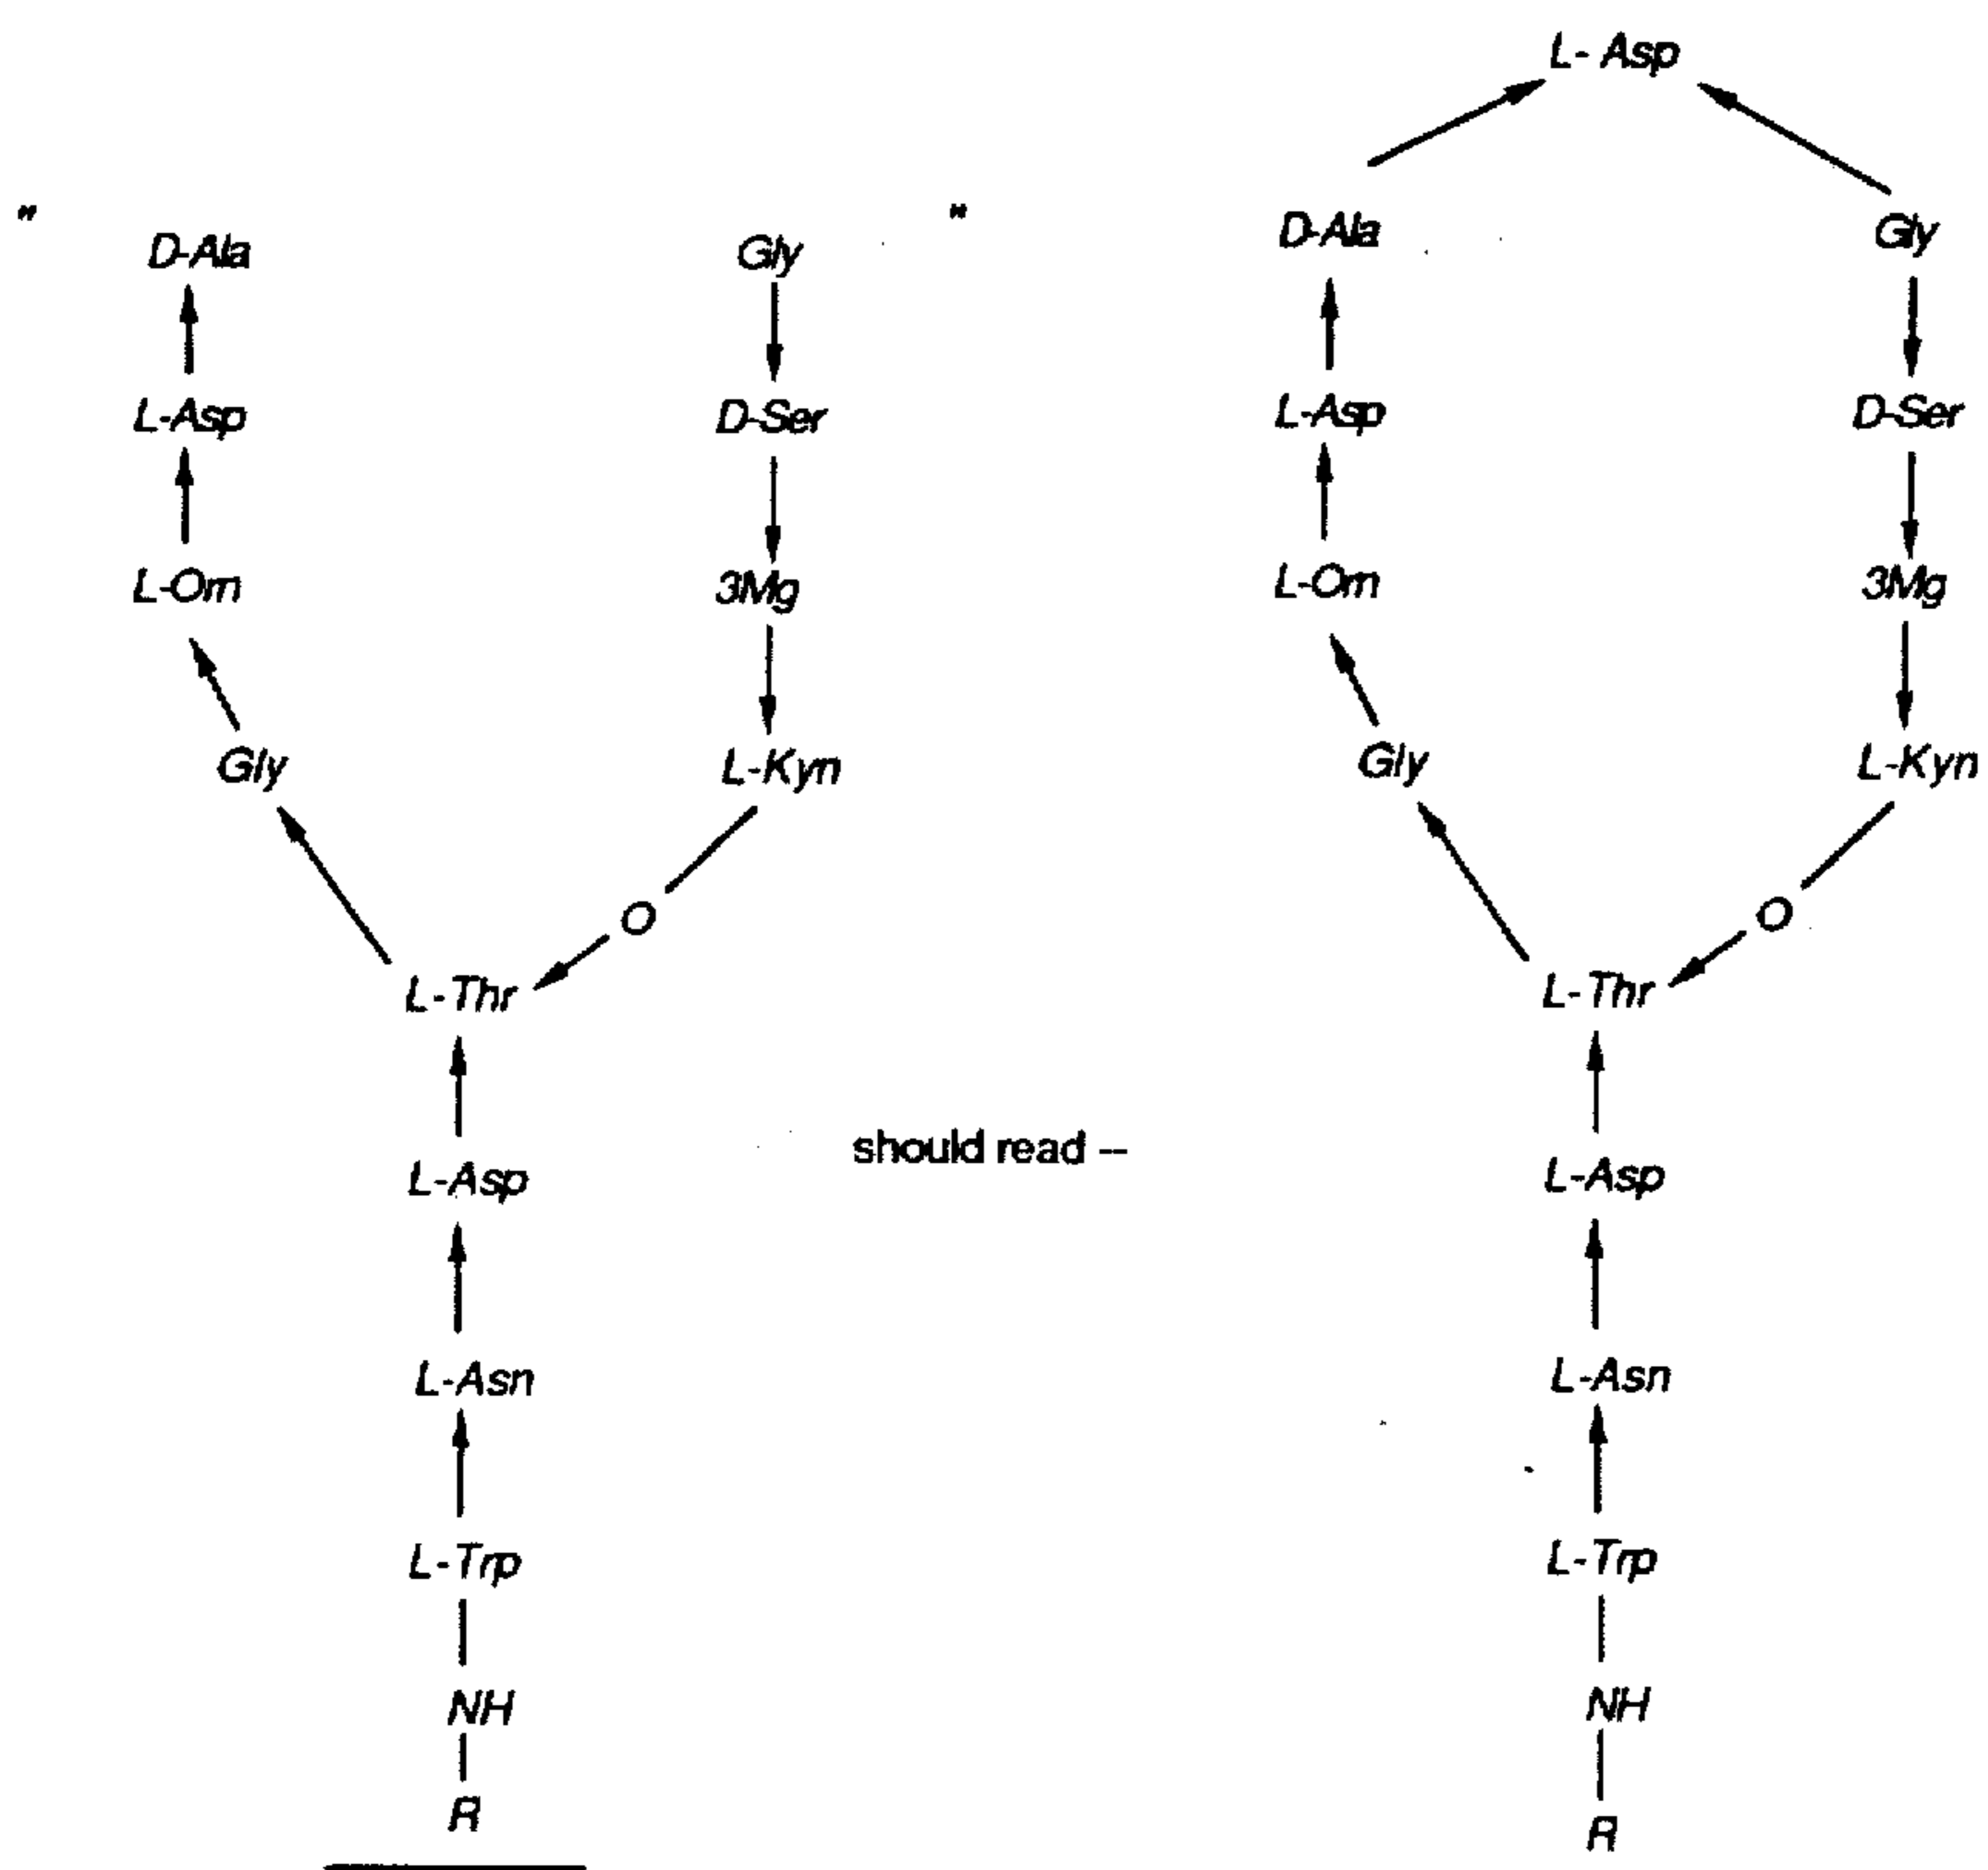 "
D-Ala
L-Asp
L-Orn
Gly
L-Thr
Gly
"
D-Ser
3Mg
L-Kyn
O
L-Asp
L-Asn
L-Trp
NH
R
should read --
L- Asp
D-Ala
L-Asp
L-Orn
Gly
L-Thr
Gly
D-Ser
3Mg
L-Kyn
O
L-Asp
L-Asn
L-Trp
NH
R